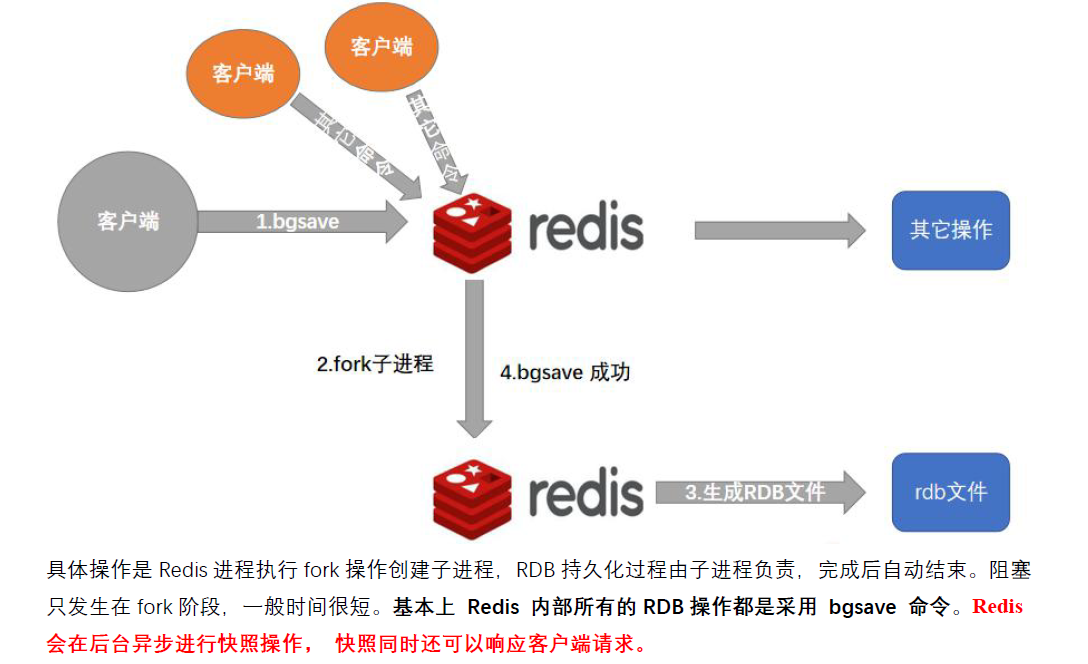 客户端
客户端
其它命令
其它命令
客户端
1.bgsave
redis
其它操作
2.fork子进程
4.bgsave 成功
redis
3.生成RDB文件
rdb文件
具体操作是 Redis 进程执行 fork 操作创建子进程，RDB 持久化过程由子进程负责，完成后自动结束。阻塞
只发生在 fork 阶段，一般时间很短。基本上 Redis 内部所有的 RDB 操作都是采用 bgsave 命令。Redis
会在后台异步进行快照操作， 快照同时还可以响应客户端请求。